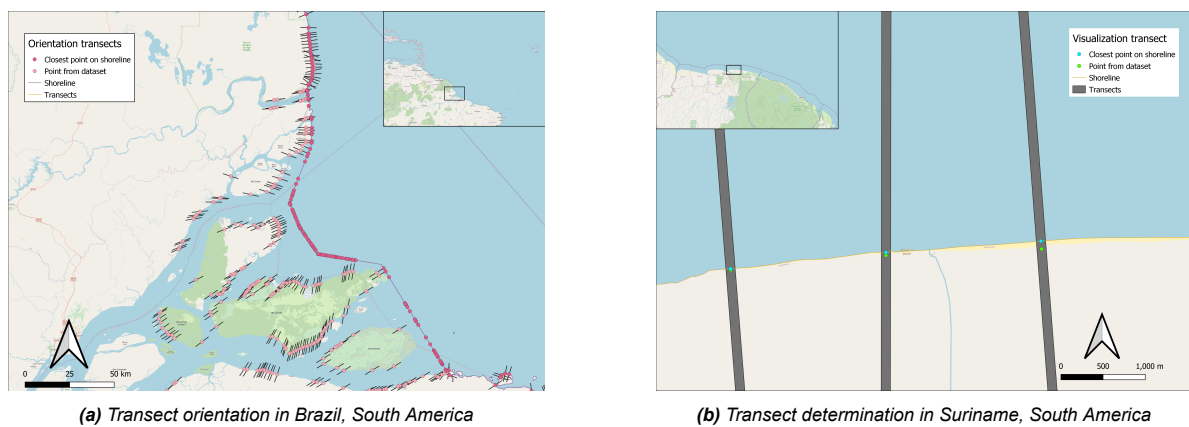 Orientation transects
Closest point on shoreline
Point from dataset
Shoreline
Transects
0 25 50 km
(a) Transect orientation in Brazil, South America
Visualization transect
Closest point on shoreline
Point from dataset
Shoreline
Transects
0 500 1,000 m
(b) Transect determination in Suriname, South America